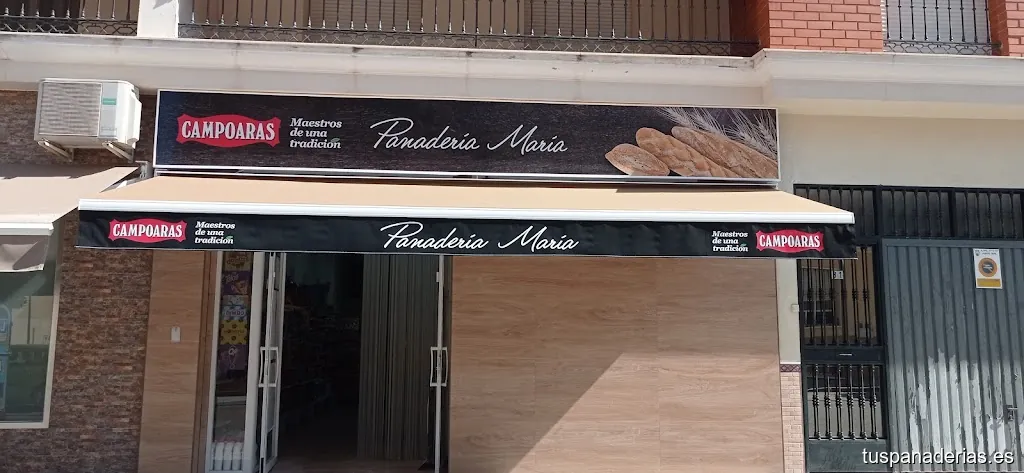 CAMPOARAS
Maestros
de una
tradición
Panadería María
CAMPOARAS
Maestros
de una
tradición
Panadería María
Maestros
de una
tradición
CAMPOARAS
tuspanaderias.es